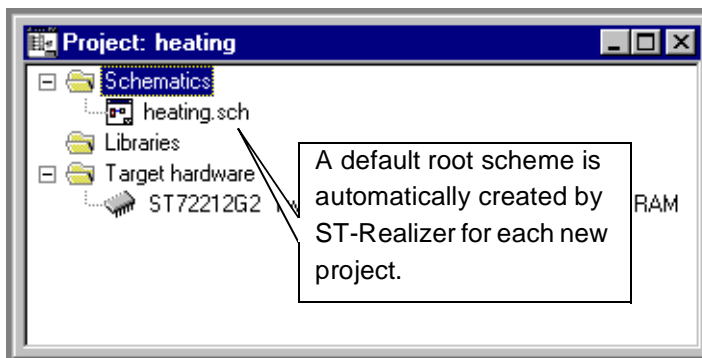 Project: heating
Schematics
heating.sch
Libraries
Target hardware
ST72212G2 RAM
A default root scheme is
automatically created by
ST-Realizer for each new
project.